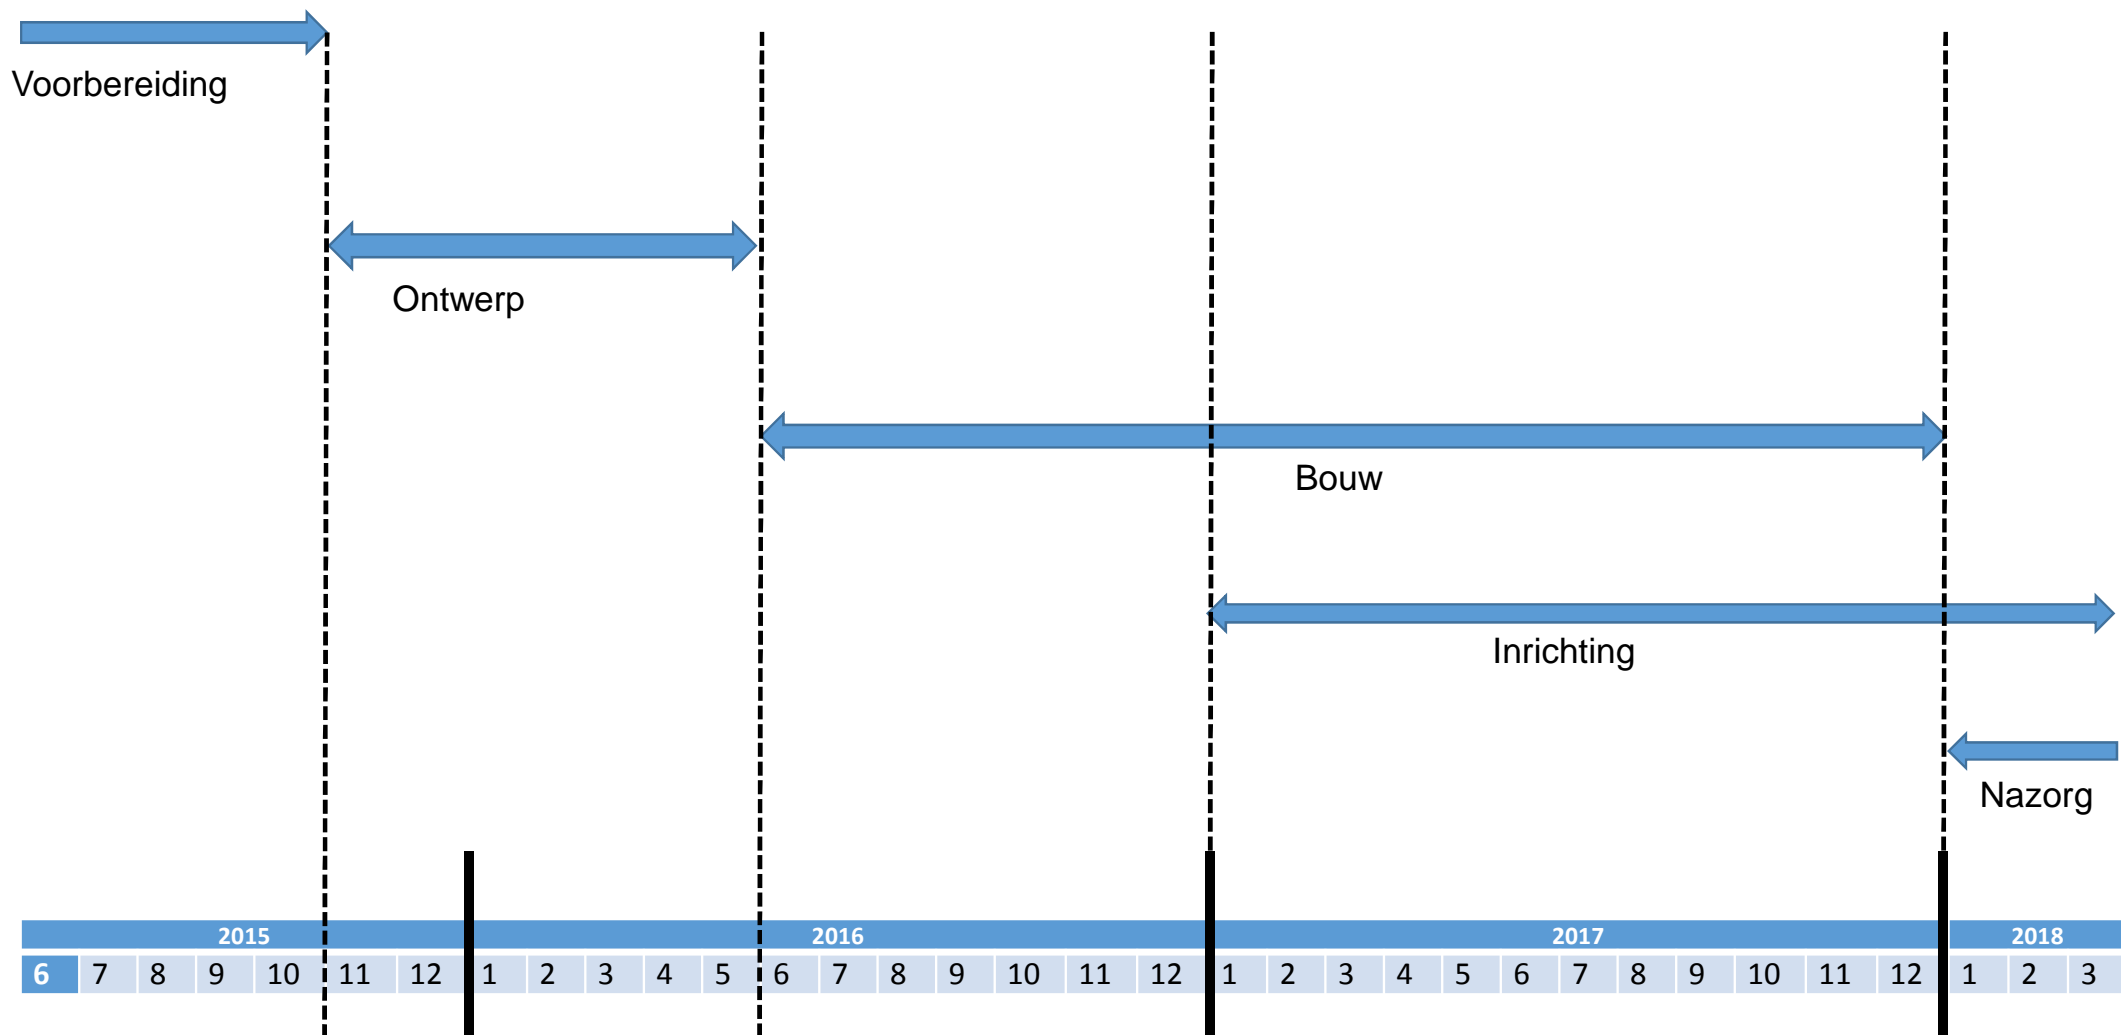 Voorbereiding
Ontwerp
Bouw
Inrichting
Nazorg
2015 2016 2017 2018
6 7 8 9 10 11 12 1 2 3 4 5 6 7 8 9 10 11 12 1 2 3 4 5 6 7 8 9 10 11 12 1 2 3